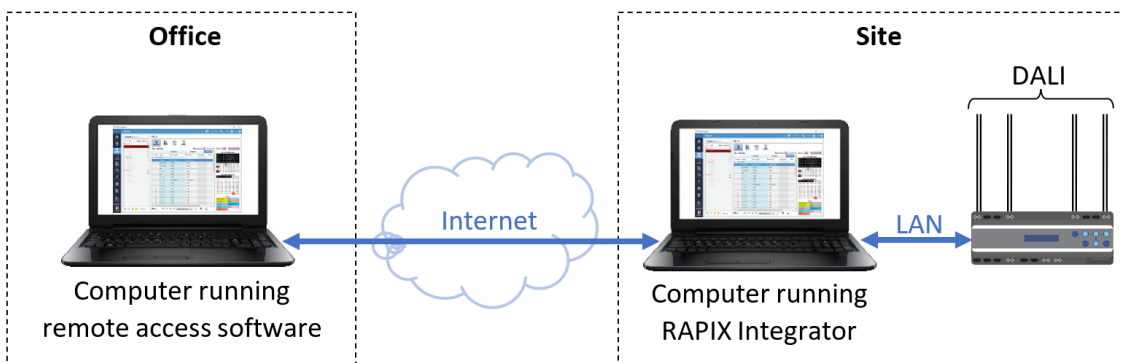 Office
Site
DALI
Internet
LAN
Computer running
remote access software
Computer running
RAPIX Integrator